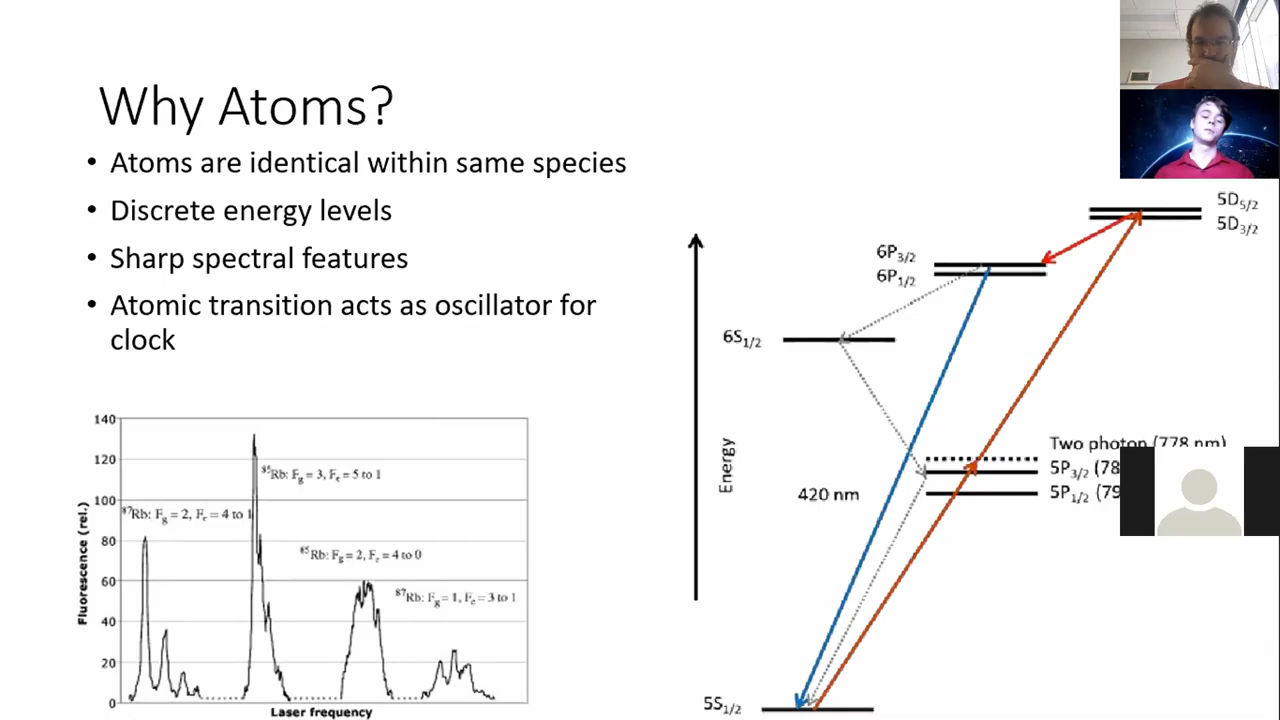 Why Atoms?
• Atoms are identical within same species
• Discrete energy levels
• Sharp spectral features
• Atomic transition acts as oscillator for
clock
140
120
100
80
60
40
20
0
Fluorescence (rel.)
Laser frequency
87Rb: Fg = 2, Fe = 4 to 1
85Rb: Fg = 3, Fe = 5 to 1
85Rb: Fg = 2, Fe = 4 to 0
87Rb: Fg = 1, Fe = 3 to 1
Energy
5D5/2
5D3/2
6P3/2
6P1/2
6S1/2
Two photon (778 nm)
5P3/2 (78
5P1/2 (79
420 nm
5S1/2